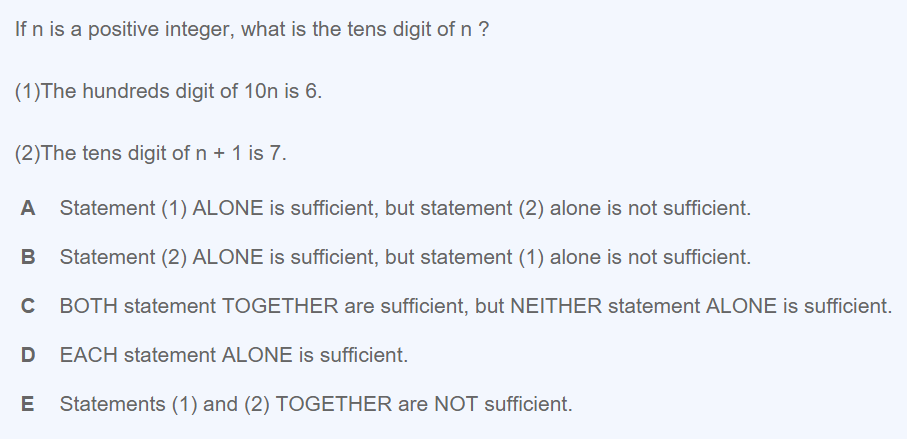 If n is a positive integer, what is the tens digit of n ?
(1)The hundreds digit of 10n is 6.
(2)The tens digit of n + 1 is 7.
A Statement (1) ALONE is sufficient, but statement (2) alone is not sufficient.
B Statement (2) ALONE is sufficient, but statement (1) alone is not sufficient.
C BOTH statement TOGETHER are sufficient, but NEITHER statement ALONE is sufficient.
D EACH statement ALONE is sufficient.
E Statements (1) and (2) TOGETHER are NOT sufficient.